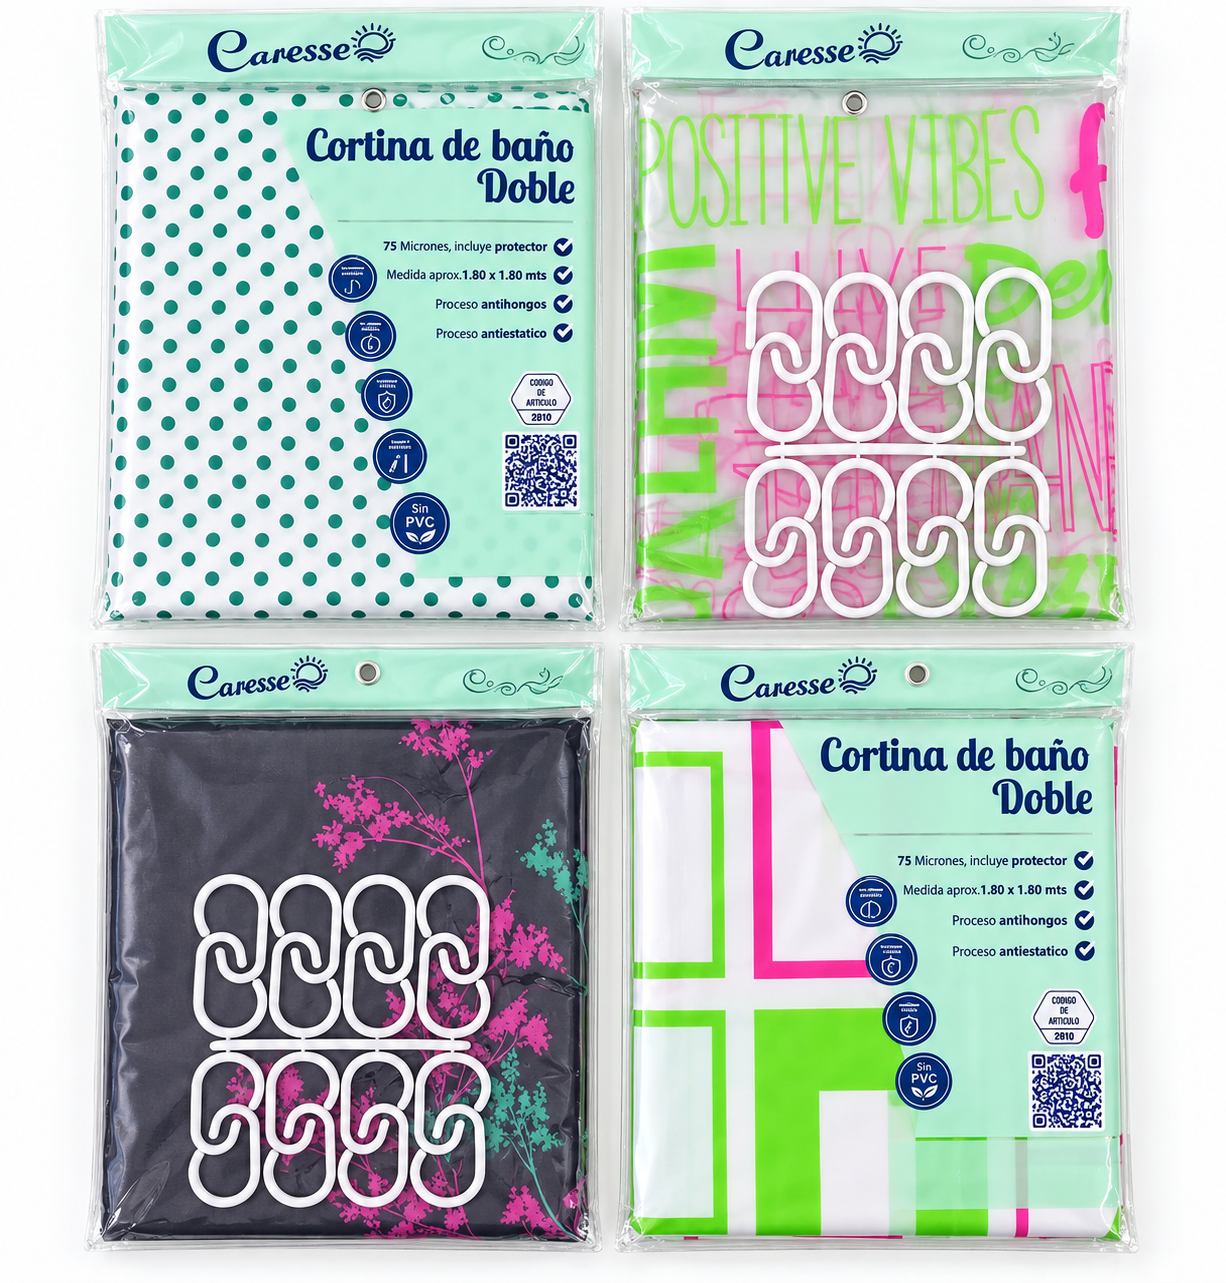 Caresse
Cortina de baño
Doble
75 Micrones, incluye protector
Medida aprox.1.80 x 1.80 mts
Proceso antihongos
Proceso antiestatico
CODIGO
DE
ARTICULO
2810
Sin
PVC
Caresse
POSITIVE VIBES
Caresse
Caresse
Cortina de baño
Doble
75 Micrones, incluye protector
Medida aprox.1.80 x 1.80 mts
Proceso antihongos
Proceso antiestatico
CODIGO
DE
ARTICULO
2810
Sin
PVC